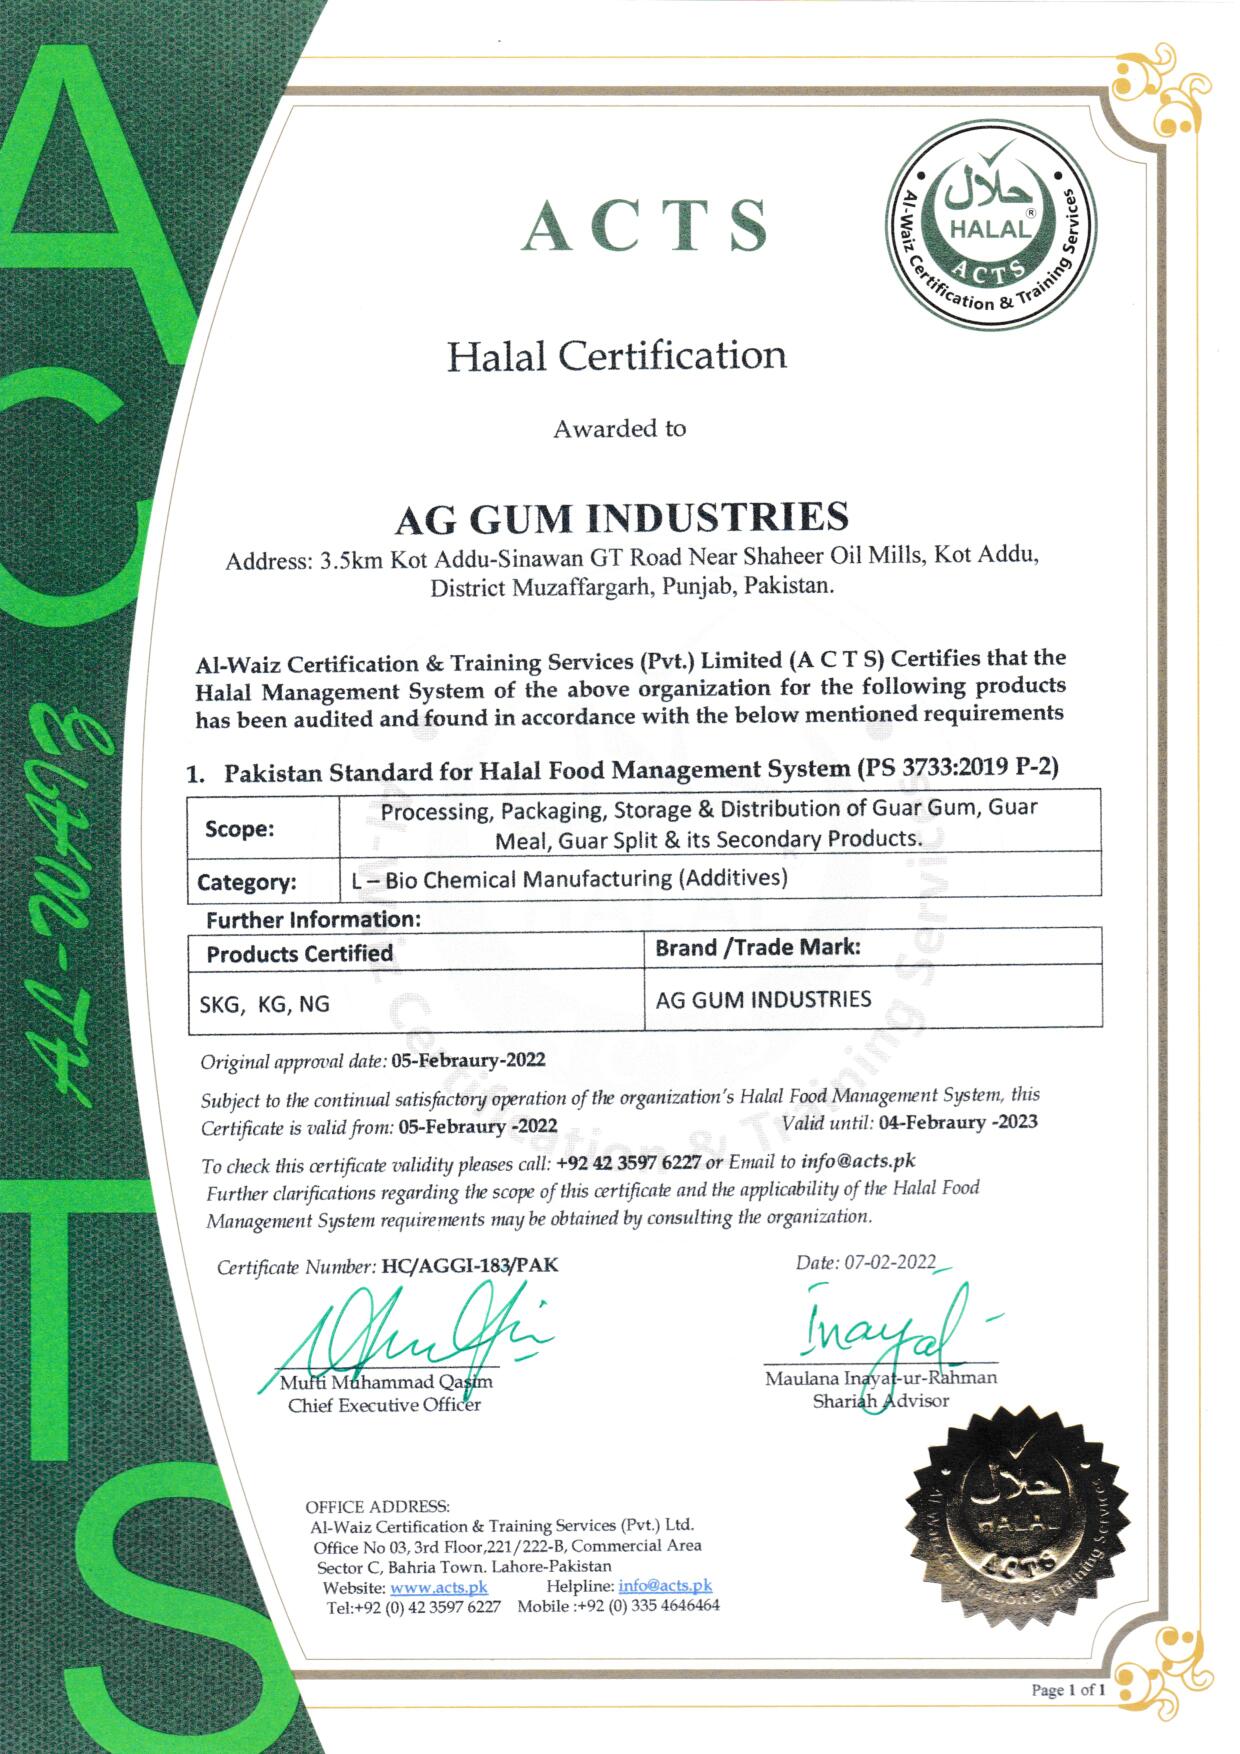 ACTS
AL-WAIZ
A C T S
حلال
HALAL®
ACTS
Al-Waiz Certification & Training Services
Halal Certification
Awarded to
AG GUM INDUSTRIES
Address: 3.5km Kot Addu-Sinawan GT Road Near Shaheer Oil Mills, Kot Addu,
District Muzaffargarh, Punjab, Pakistan.
Al-Waiz Certification & Training Services (Pvt.) Limited (A C T S) Certifies that the
Halal Management System of the above organization for the following products
has been audited and found in accordance with the below mentioned requirements
1. Pakistan Standard for Halal Food Management System (PS 3733:2019 P-2)
Scope: Processing, Packaging, Storage & Distribution of Guar Gum, Guar
Meal, Guar Split & its Secondary Products.
Category: L – Bio Chemical Manufacturing (Additives)
Further Information:
Products Certified Brand /Trade Mark:
SKG, KG, NG AG GUM INDUSTRIES
Original approval date: 05-Febraury-2022
Subject to the continual satisfactory operation of the organization's Halal Food Management System, this
Certificate is valid from: 05-Febraury -2022 Valid until: 04-Febraury -2023
To check this certificate validity pleases call: +92 42 3597 6227 or Email to info@acts.pk
Further clarifications regarding the scope of this certificate and the applicability of the Halal Food
Management System requirements may be obtained by consulting the organization.
Certificate Number: HC/AGGI-183/PAK Date: 07-02-2022
Inayat
Mufti Muhammad Qasim Maulana Inayat-ur-Rahman
Chief Executive Officer Shariah Advisor
OFFICE ADDRESS:
Al-Waiz Certification & Training Services (Pvt.) Ltd.
Office No 03, 3rd Floor,221/222-B, Commercial Area
Sector C, Bahria Town. Lahore-Pakistan
Website: www.acts.pk Helpline: info@acts.pk
Tel:+92 (0) 42 3597 6227 Mobile :+92 (0) 335 4646464
حلال
HALAL
ACTS
Al-Waiz Certification & Training Services
Page 1 of 1